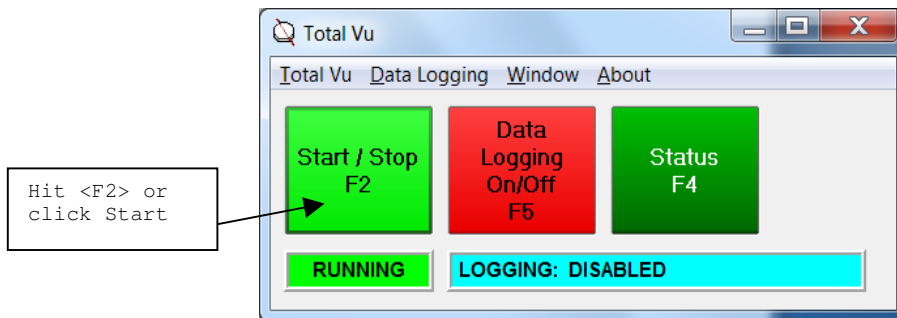 Total Vu
Total Vu Data Logging Window About
Start / Stop
F2
Data
Logging
On/Off
F5
Status
F4
Hit <F2> or
click Start
RUNNING
LOGGING: DISABLED